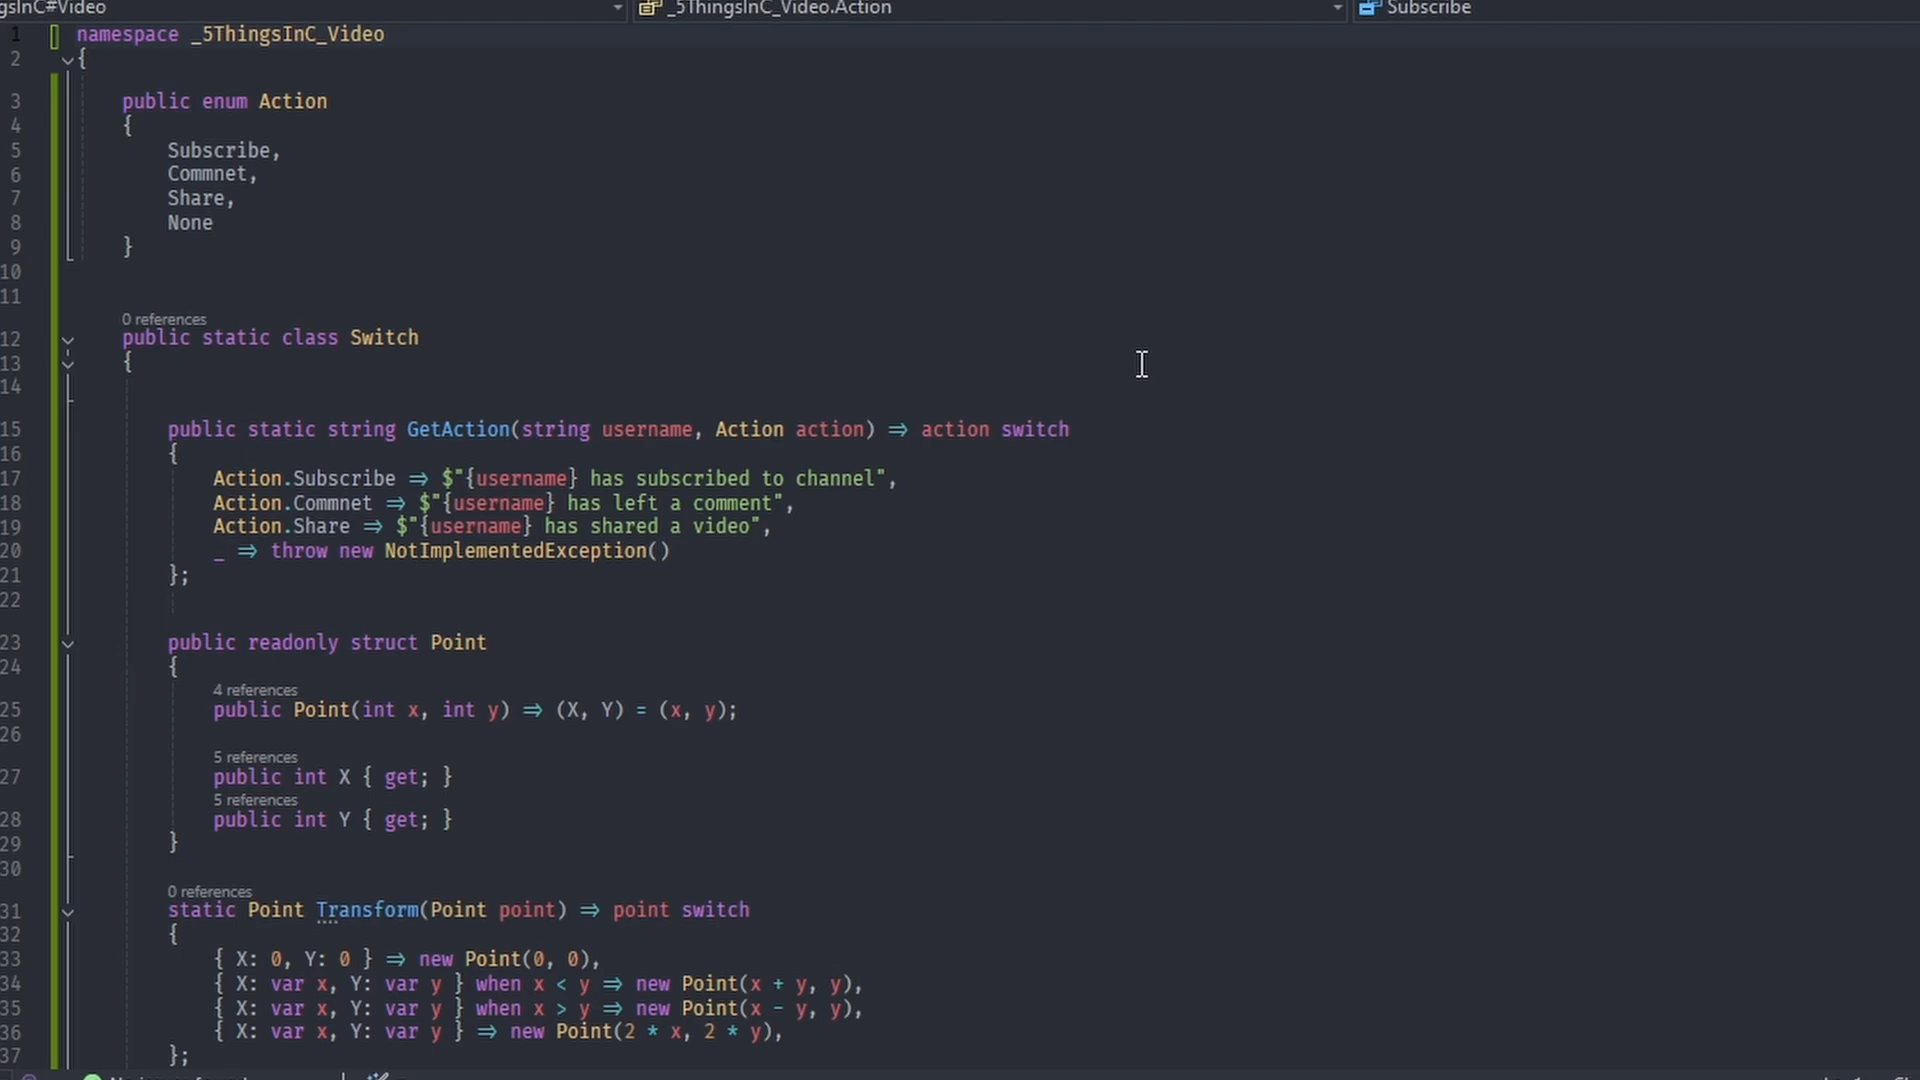 gsInC#Video _5ThingsInC_Video.Action Subscribe
1 namespace _5ThingsInC_Video
2 {
3 public enum Action
4 {
5 Subscribe,
6 Commnet,
7 Share,
8 None
9 }
10
11
0 references
12 public static class Switch
13 {
14
15 public static string GetAction(string username, Action action) => action switch
16 {
17 Action.Subscribe => $"{username} has subscribed to channel",
18 Action.Commnet => $"{username} has left a comment",
19 Action.Share => $"{username} has shared a video",
20 _ => throw new NotImplementedException()
21 };
22
23 public readonly struct Point
24 {
4 references
25 public Point(int x, int y) => (X, Y) = (x, y);
26
5 references
27 public int X { get; }
5 references
28 public int Y { get; }
29 }
30
0 references
31 static Point Transform(Point point) => point switch
32 {
33 { X: 0, Y: 0 } => new Point(0, 0),
34 { X: var x, Y: var y } when x < y => new Point(x + y, y),
35 { X: var x, Y: var y } when x > y => new Point(x - y, y),
36 { X: var x, Y: var y } => new Point(2 * x, 2 * y),
37 };